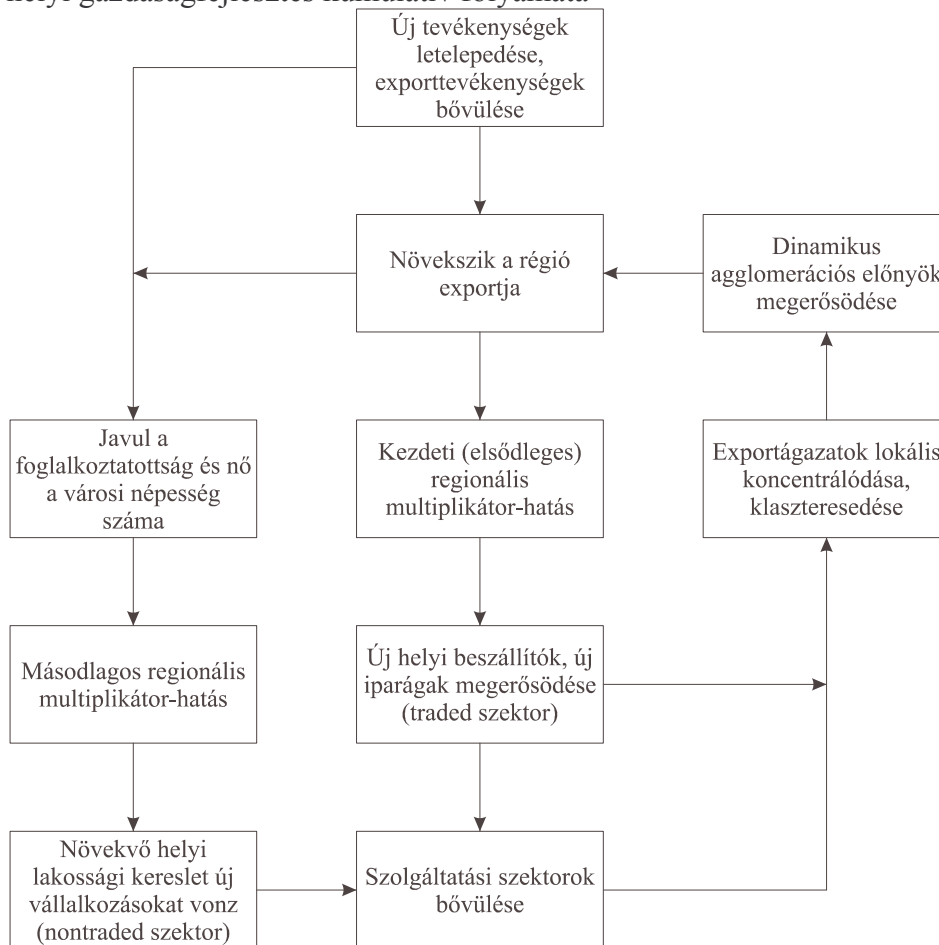 helyi gazdaságfejlesztés kumulatív folyamata
Új tevékenységek
letelepedése,
exporttevékenységek
bővülése
Növekszik a régió
exportja
Dinamikus
agglomerációs előnyök
megerősödése
Javul a
foglalkoztatottság és nő
a városi népesség
száma
Kezdeti (elsődleges)
regionális
multiplikátor-hatás
Exportágazatok lokális
koncentrálódása,
klaszteresedése
Másodlagos regionális
multiplikátor-hatás
Új helyi beszállítók, új
iparágak megerősödése
(traded szektor)
Növekvő helyi
lakossági kereslet új
vállalkozásokat vonz
(nontraded szektor)
Szolgáltatási szektorok
bővülése